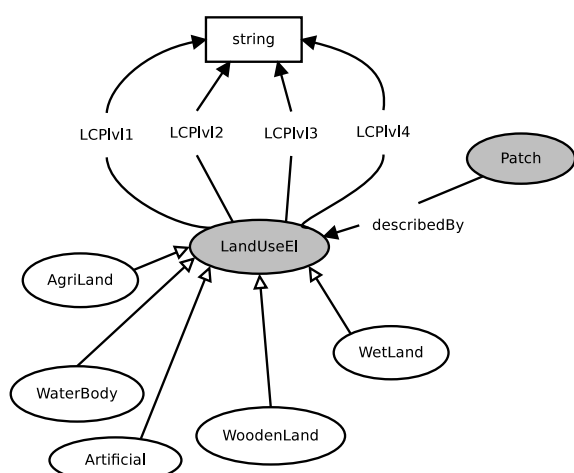 string
LCPlvl1
LCPlvl2
LCPlvl3
LCPlvl4
Patch
describedBy
LandUseEl
AgriLand
WetLand
WaterBody
WoodenLand
Artificial